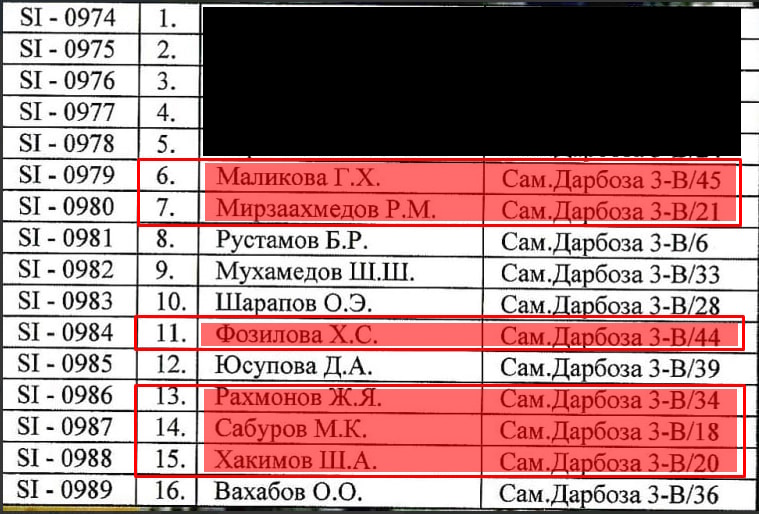 SI - 0974 1.
SI - 0975 2.
SI - 0976 3.
SI - 0977 4.
SI - 0978 5.
SI - 0979 6. Маликова Г.Х. Сам.Дарбоза 3-В/45
SI - 0980 7. Мирзаахмедов Р.М. Сам.Дарбоза 3-В/21
SI - 0981 8. Рустамов Б.Р. Сам.Дарбоза 3-В/6
SI - 0982 9. Мухамедов Ш.Ш. Сам.Дарбоза 3-В/33
SI - 0983 10. Шарапов О.Э. Сам.Дарбоза 3-В/28
SI - 0984 11. Фозилова Х.С. Сам.Дарбоза 3-В/44
SI - 0985 12. Юсупова Д.А. Сам.Дарбоза 3-В/39
SI - 0986 13. Рахмонов Ж.Я. Сам.Дарбоза 3-В/34
SI - 0987 14. Сабуров М.К. Сам.Дарбоза 3-В/18
SI - 0988 15. Хакимов Ш.А. Сам.Дарбоза 3-В/20
SI - 0989 16. Вахабов О.О. Сам.Дарбоза 3-В/36